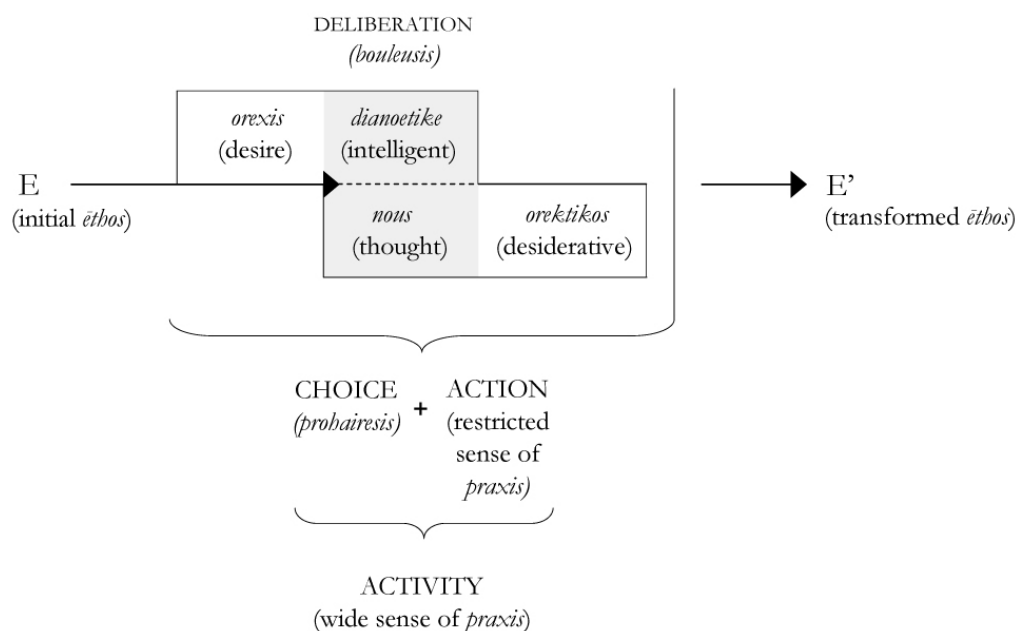 DELIBERATION
(bouleusis)
orexis
(desire)
dianoetike
(intelligent)
E
(initial ēthos)
nous
(thought)
orektikos
(desiderative)
E’
(transformed ēthos)
CHOICE
(prohairesis)
+
ACTION
(restricted
sense of
praxis)
ACTIVITY
(wide sense of praxis)